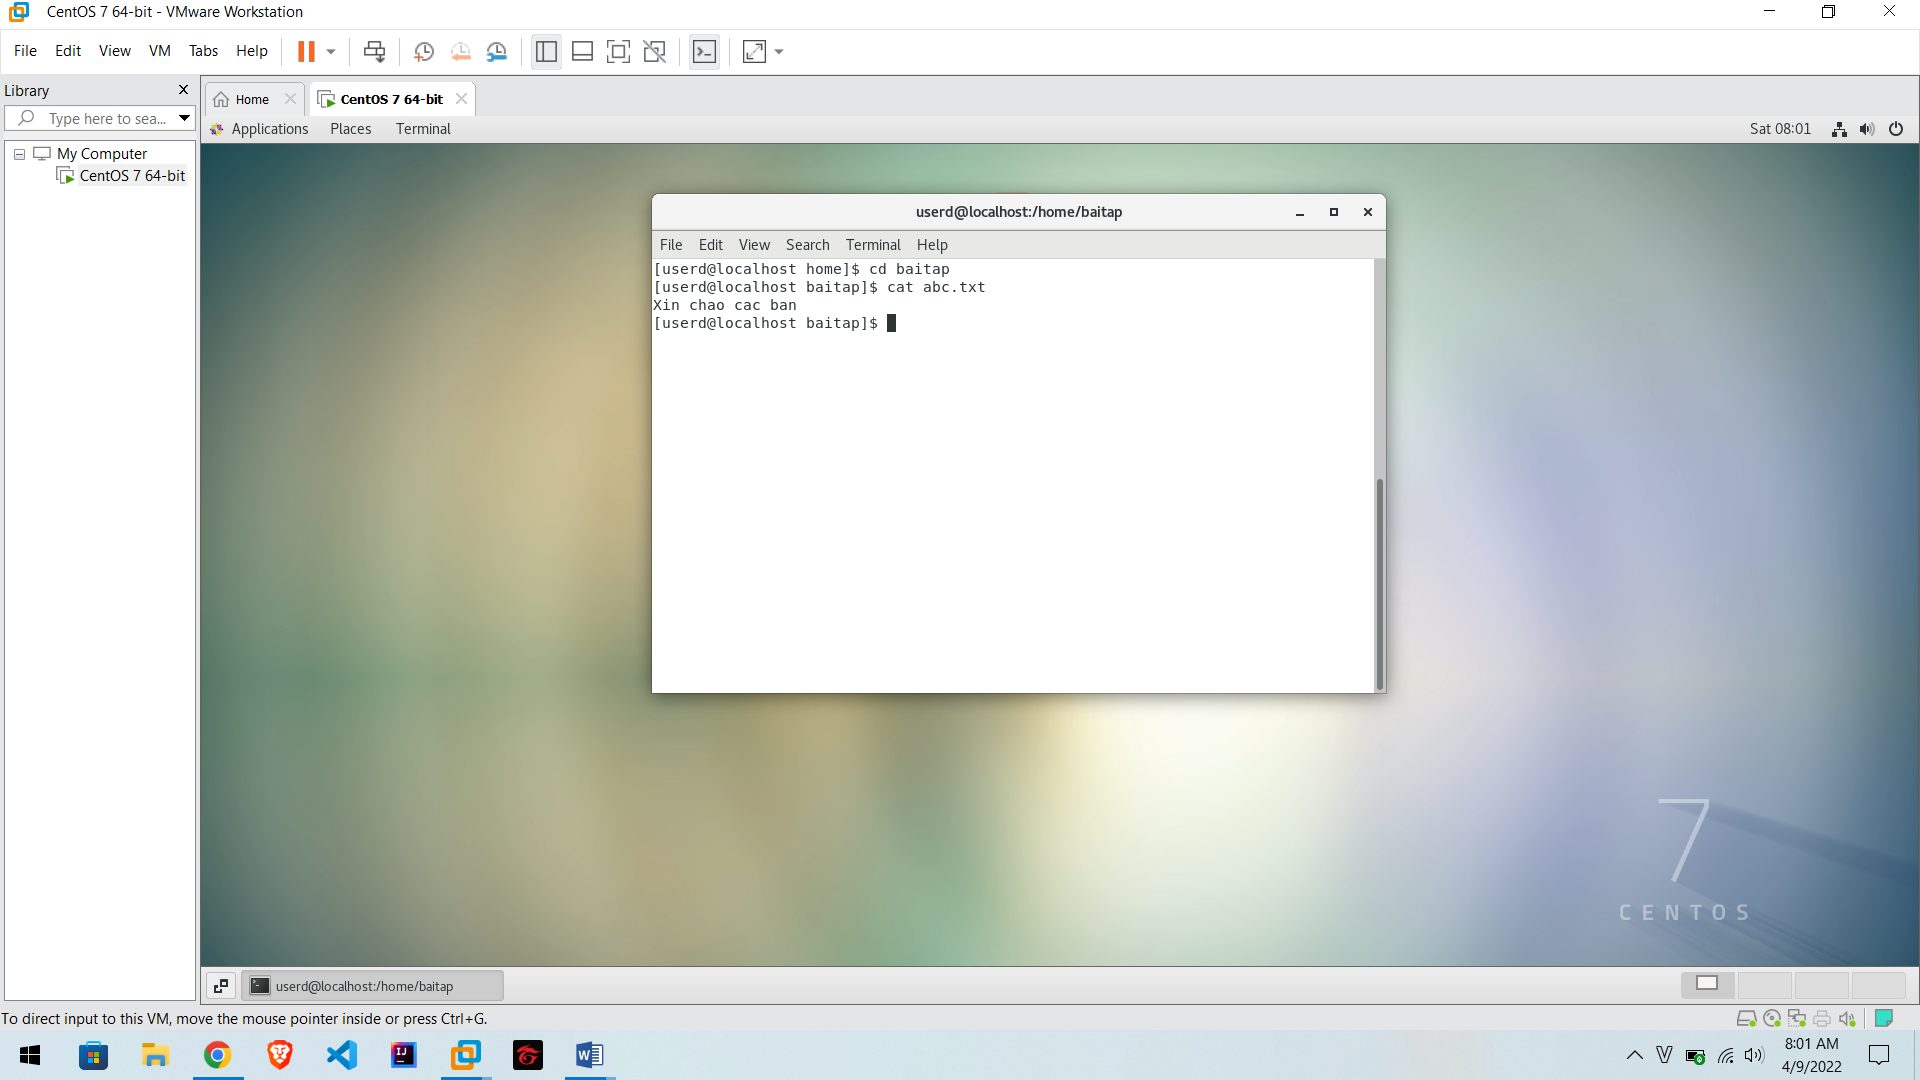 CentOS 7 64-bit - VMware Workstation
File Edit View VM Tabs Help
Library
Type here to sea...
My Computer
CentOS 7 64-bit
Home
CentOS 7 64-bit
Applications Places Terminal
Sat 08:01
userd@localhost:/home/baitap
File Edit View Search Terminal Help
[userd@localhost home]$ cd baitap
[userd@localhost baitap]$ cat abc.txt
Xin chao cac ban
[userd@localhost baitap]$
7
CENTOS
userd@localhost:/home/baitap
To direct input to this VM, move the mouse pointer inside or press Ctrl+G.
8:01 AM
4/9/2022